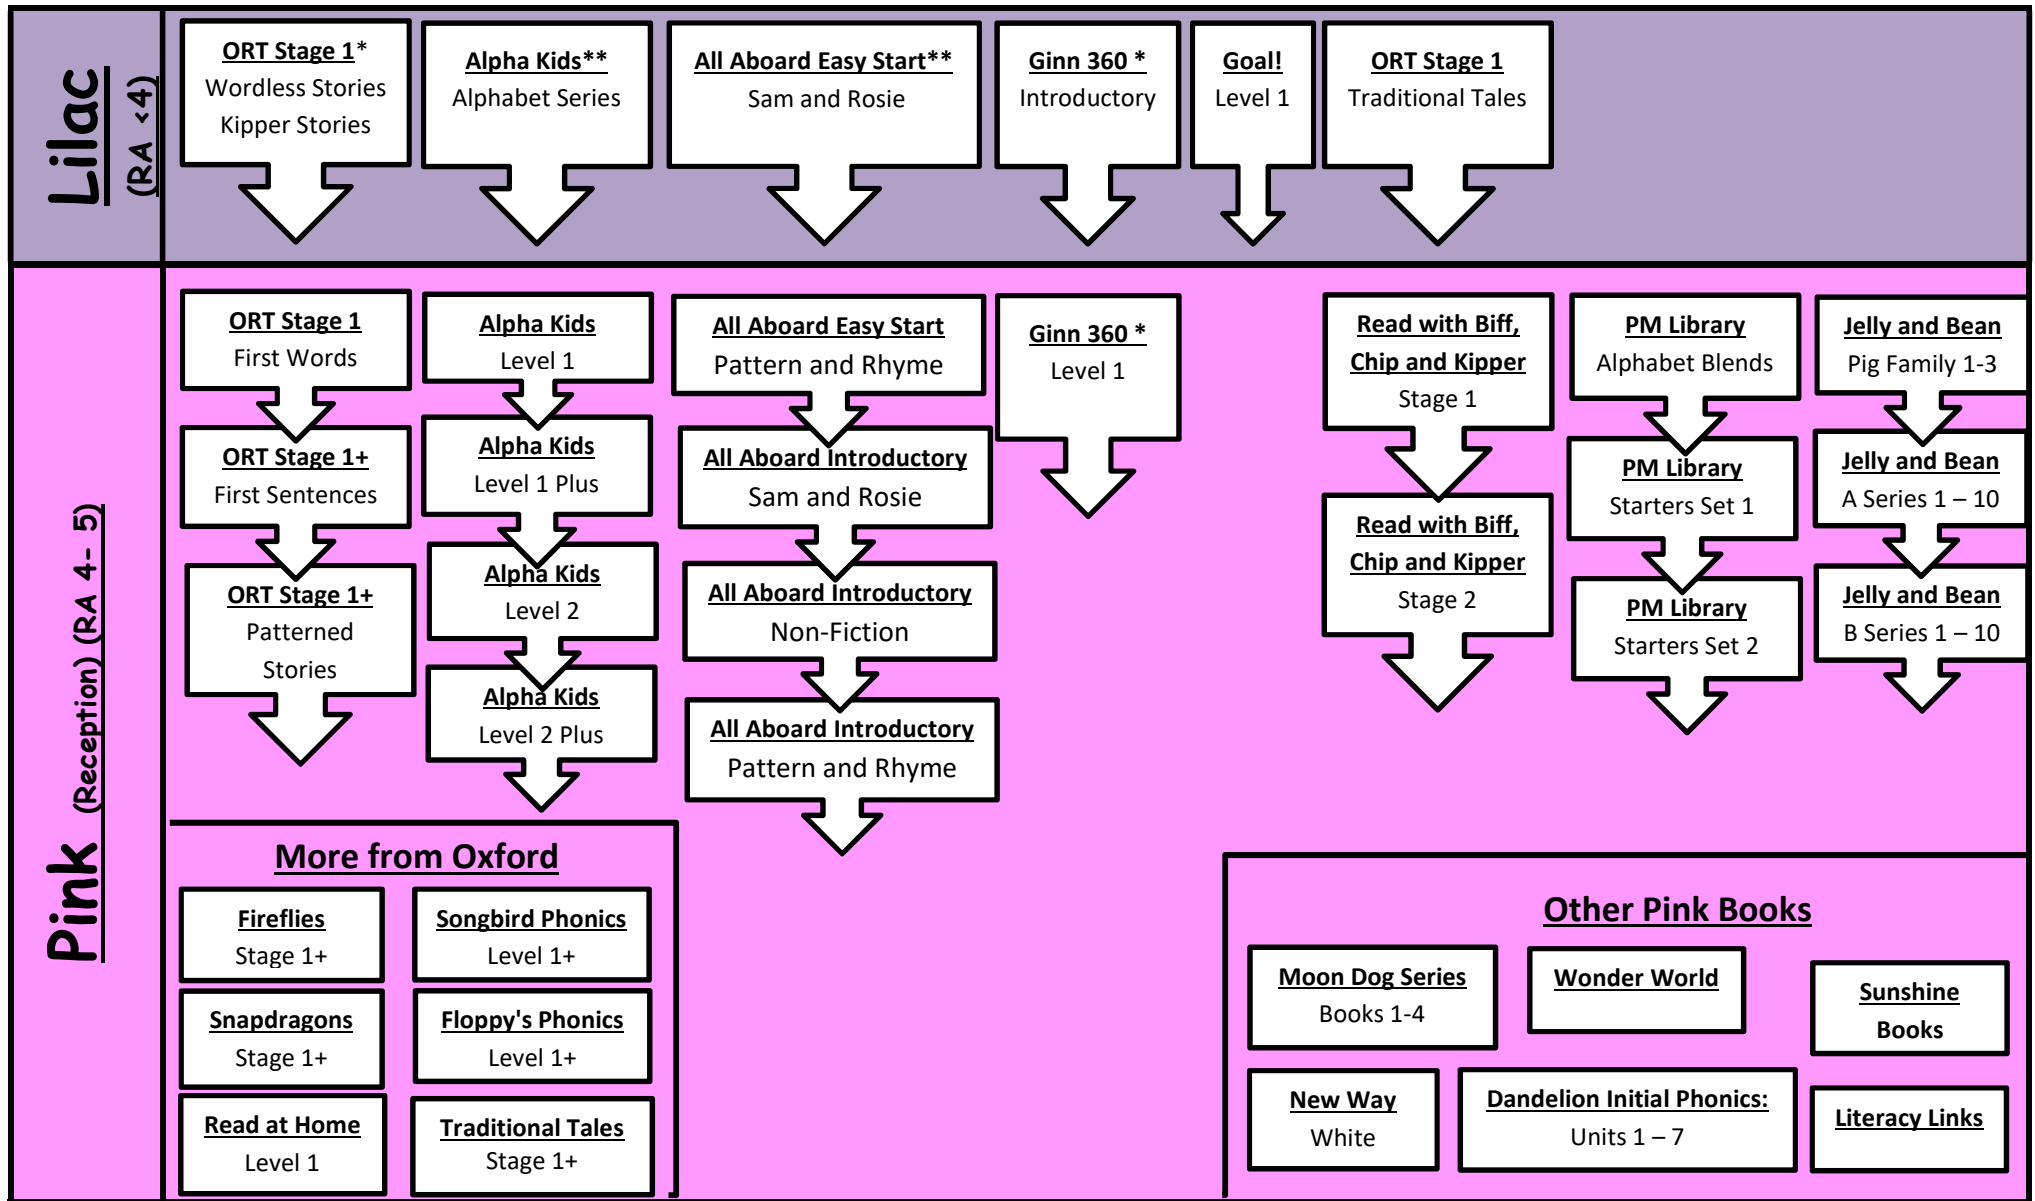 Lilac
(RA <4)
ORT Stage 1*
Wordless Stories
Kipper Stories
Alpha Kids**
Alphabet Series
All Aboard Easy Start**
Sam and Rosie
Ginn 360 *
Introductory
Goal!
Level 1
ORT Stage 1
Traditional Tales
Pink (Reception) (RA 4- 5)
ORT Stage 1
First Words
ORT Stage 1+
First Sentences
ORT Stage 1+
Patterned
Stories
Alpha Kids
Level 1
Alpha Kids
Level 1 Plus
Alpha Kids
Level 2
Alpha Kids
Level 2 Plus
All Aboard Easy Start
Pattern and Rhyme
All Aboard Introductory
Sam and Rosie
All Aboard Introductory
Non-Fiction
All Aboard Introductory
Pattern and Rhyme
Ginn 360 *
Level 1
Read with Biff,
Chip and Kipper
Stage 1
Read with Biff,
Chip and Kipper
Stage 2
PM Library
Alphabet Blends
PM Library
Starters Set 1
PM Library
Starters Set 2
Jelly and Bean
Pig Family 1-3
Jelly and Bean
A Series 1 – 10
Jelly and Bean
B Series 1 – 10
More from Oxford
Fireflies
Stage 1+
Songbird Phonics
Level 1+
Snapdragons
Stage 1+
Floppy's Phonics
Level 1+
Read at Home
Level 1
Traditional Tales
Stage 1+
Other Pink Books
Moon Dog Series
Books 1-4
Wonder World
Sunshine
Books
New Way
White
Dandelion Initial Phonics:
Units 1 – 7
Literacy Links